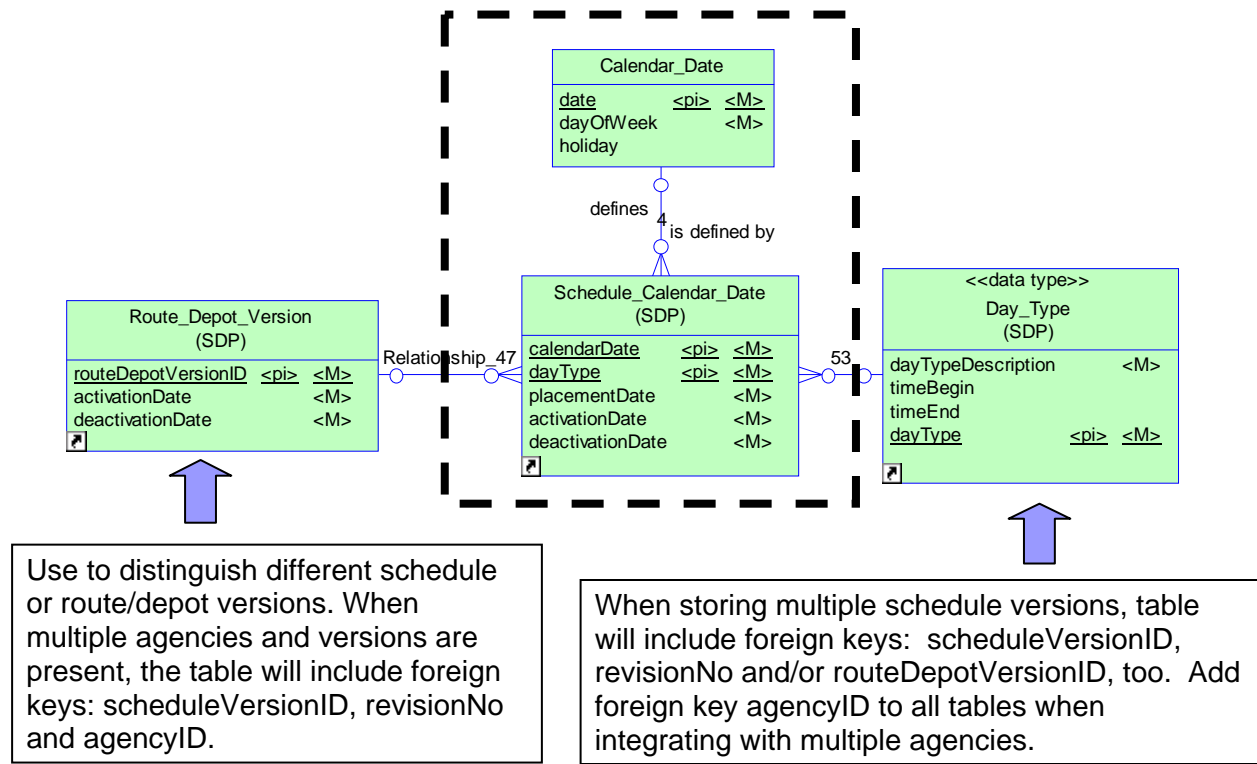 Calendar_Date
date <pi> <M>
dayOfWeek <M>
holiday
defines
4
is defined by
Route_Depot_Version
(SDP)
routeDepotVersionID <pi> <M>
activationDate <M>
deactivationDate <M>
Relationship_47
Schedule_Calendar_Date
(SDP)
calendarDate <pi> <M>
dayType <pi> <M>
placementDate <M>
activationDate <M>
deactivationDate <M>
53
<<data type>>
Day_Type
(SDP)
dayTypeDescription <M>
timeBegin
timeEnd
dayType <pi> <M>
Use to distinguish different schedule
or route/depot versions. When
multiple agencies and versions are
present, the table will include foreign
keys: scheduleVersionID, revisionNo
and agencyID.
When storing multiple schedule versions, table
will include foreign keys: scheduleVersionID,
revisionNo and/or routeDepotVersionID, too. Add
foreign key agencyID to all tables when
integrating with multiple agencies.